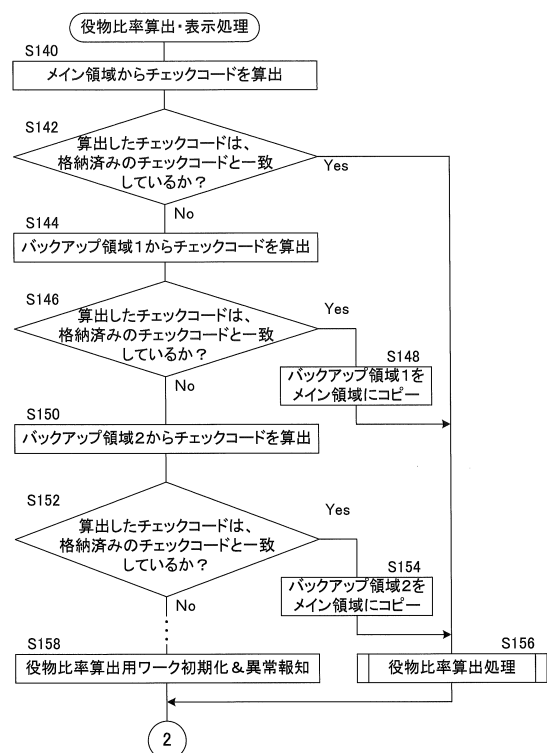 役物比率算出・表示処理
S140
メイン領域からチェックコードを算出
S142
算出したチェックコードは、
格納済みのチェックコードと一致
しているか？
Yes
No
S144
バックアップ領域1からチェックコードを算出
S146
算出したチェックコードは、
格納済みのチェックコードと一致
しているか？
Yes
No
S148
バックアップ領域1を
メイン領域にコピー
S150
バックアップ領域2からチェックコードを算出
S152
算出したチェックコードは、
格納済みのチェックコードと一致
しているか？
Yes
No
S154
バックアップ領域2を
メイン領域にコピー
S158
役物比率算出用ワーク初期化＆異常報知
S156
役物比率算出処理
2